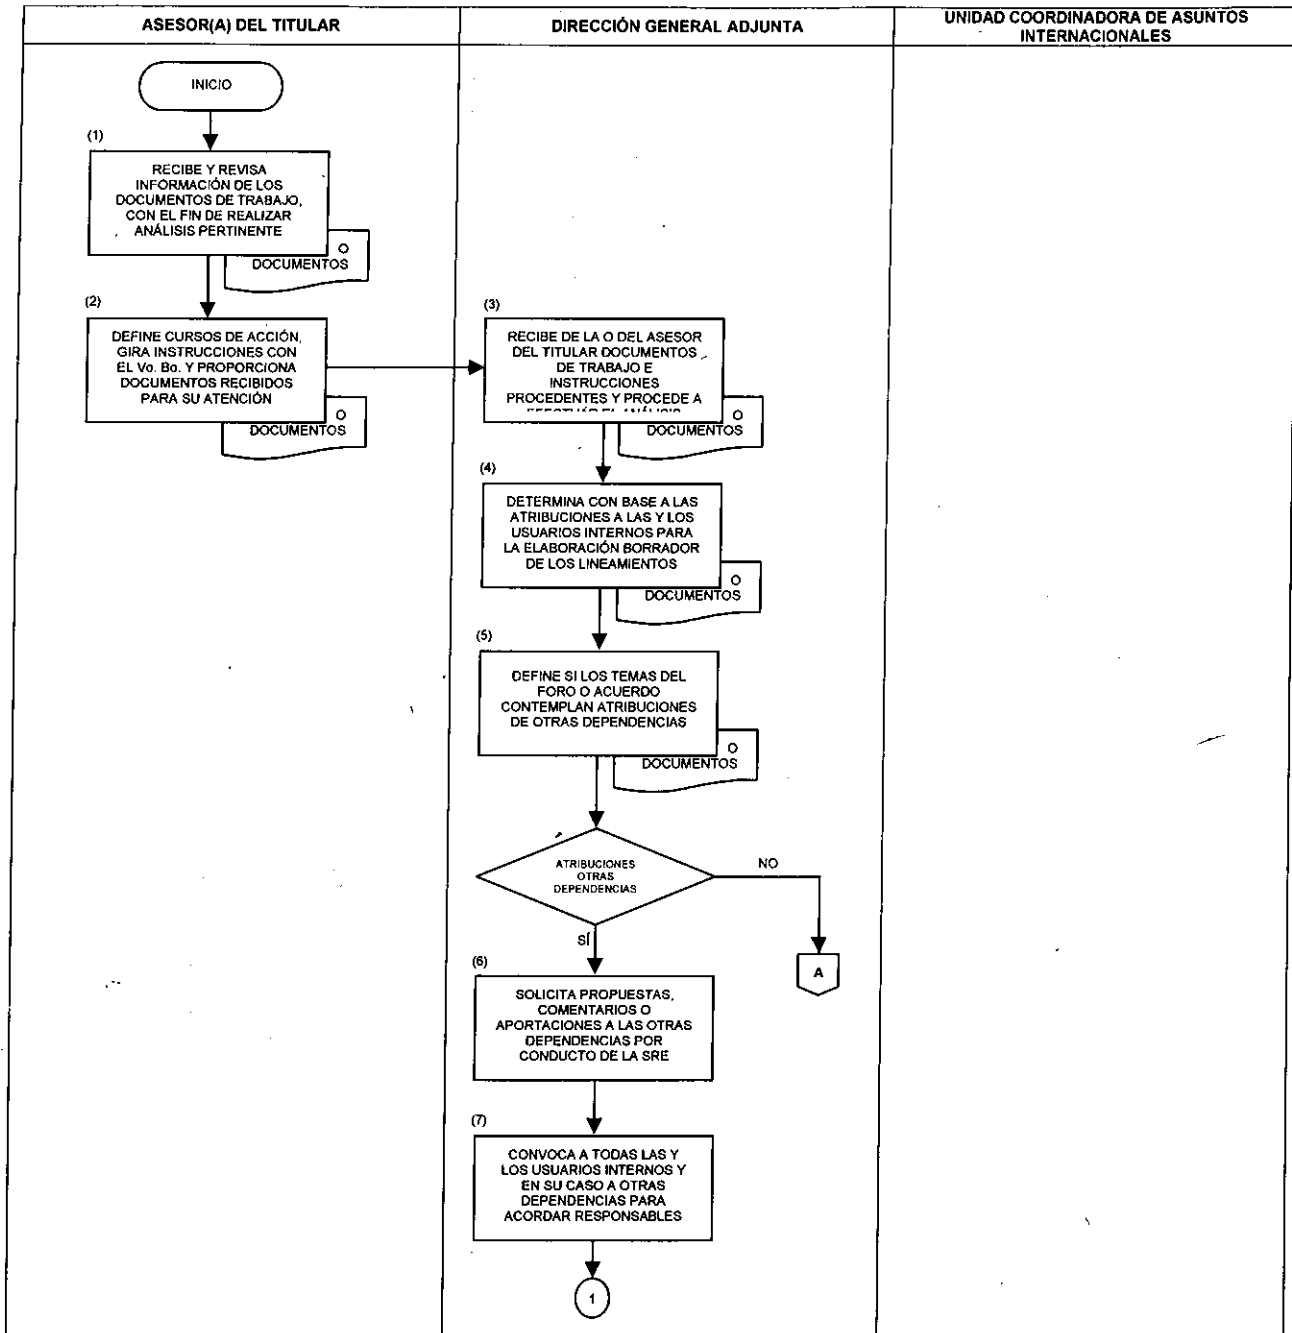 ASESOR(A) DEL TITULAR
DIRECCIÓN GENERAL ADJUNTA
UNIDAD COORDINADORA DE ASUNTOS
INTERNACIONALES
INICIO
(1)
RECIBE Y REVISA
INFORMACIÓN DE LOS
DOCUMENTOS DE TRABAJO,
CON EL FIN DE REALIZAR
ANÁLISIS PERTINENTE
O
DOCUMENTOS
(2)
DEFINE CURSOS DE ACCIÓN,
GIRA INSTRUCCIONES CON
EL Vo. Bo. Y PROPORCIONA
DOCUMENTOS RECIBIDOS
PARA SU ATENCIÓN
O
DOCUMENTOS
(3)
RECIBE DE LA O DEL ASESOR
DEL TITULAR DOCUMENTOS
DE TRABAJO E
INSTRUCCIONES
PROCEDENTES Y PROCEDE A
O
DOCUMENTOS
(4)
DETERMINA CON BASE A LAS
ATRIBUCIONES A LAS Y LOS
USUARIOS INTERNOS PARA
LA ELABORACIÓN BORRADOR
DE LOS LINEAMIENTOS
O
DOCUMENTOS
(5)
DEFINE SI LOS TEMAS DEL
FORO O ACUERDO
CONTEMPLAN ATRIBUCIONES
DE OTRAS DEPENDENCIAS
O
DOCUMENTOS
ATRIBUCIONES
OTRAS
DEPENDENCIAS
NO
A
SÍ
(6)
SOLICITA PROPUESTAS,
COMENTARIOS O
APORTACIONES A LAS OTRAS
DEPENDENCIAS POR
CONDUCTO DE LA SRE
(7)
CONVOCA A TODAS LAS Y
LOS USUARIOS INTERNOS Y
EN SU CASO A OTRAS
DEPENDENCIAS PARA
ACORDAR RESPONSABLES
1